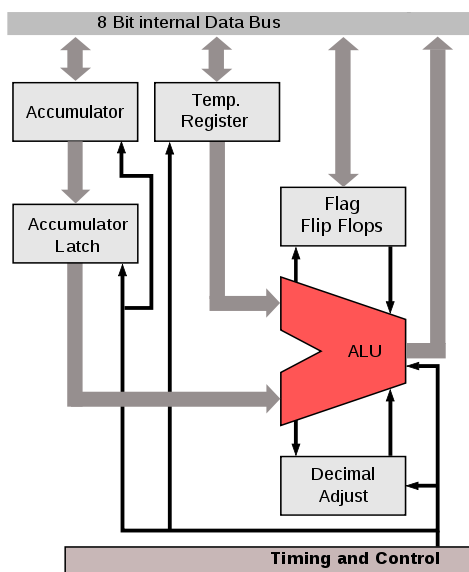 8 Bit internal Data Bus
Accumulator
Temp.
Register
Accumulator
Latch
Flag
Flip Flops
ALU
Decimal
Adjust
Timing and Control